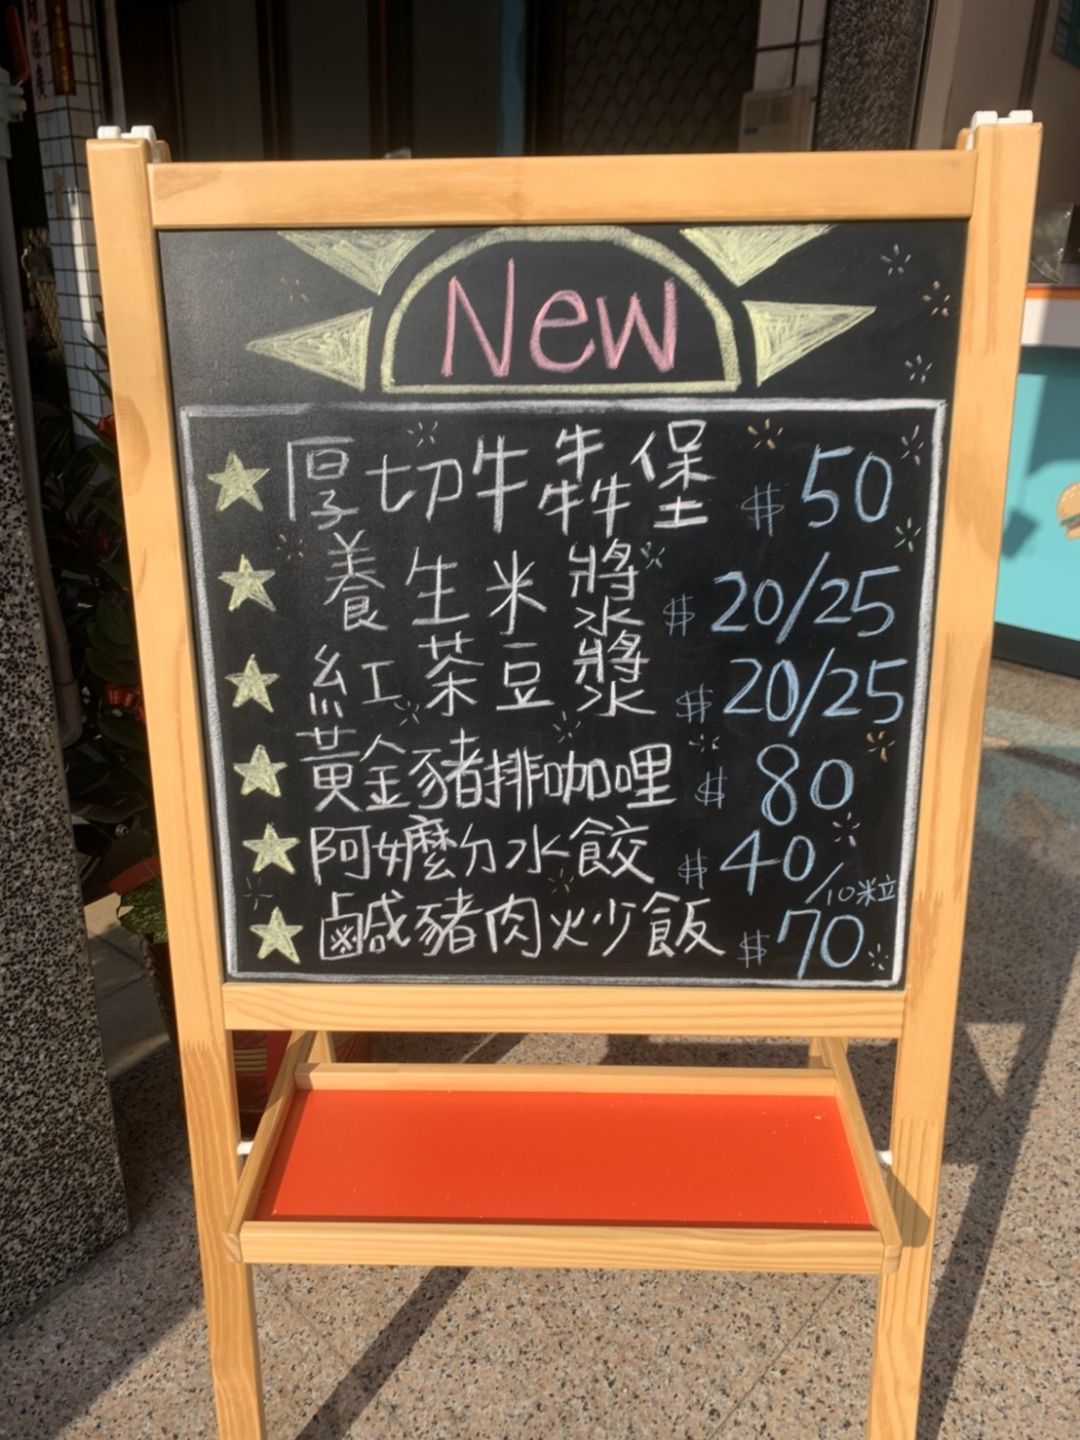 New
★ 厚切牛犇堡 $50
★ 養生米漿 $20/25
★ 紅茶豆漿 $20/25
★ 黃金豬排咖哩 $80
★ 阿嬤ㄉ水餃 $40/10粒
★ 鹹豬肉炒飯 $70